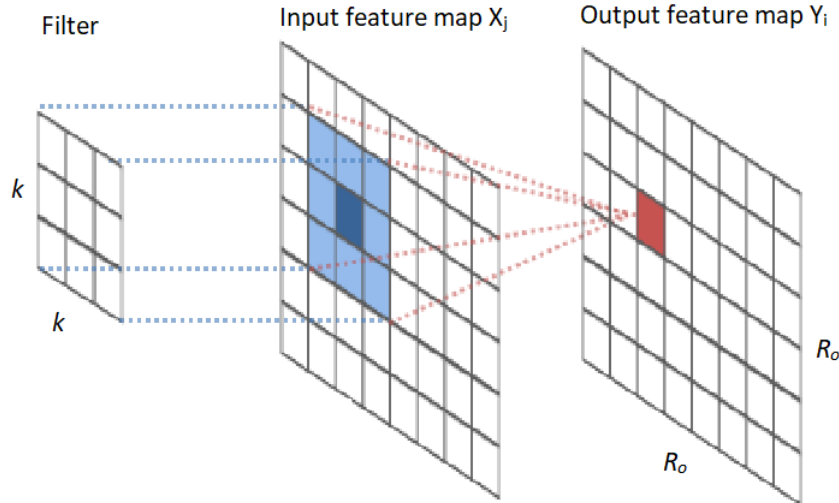 Filter
Input feature map Xj
Output feature map Yi
k
k
Ro
Ro